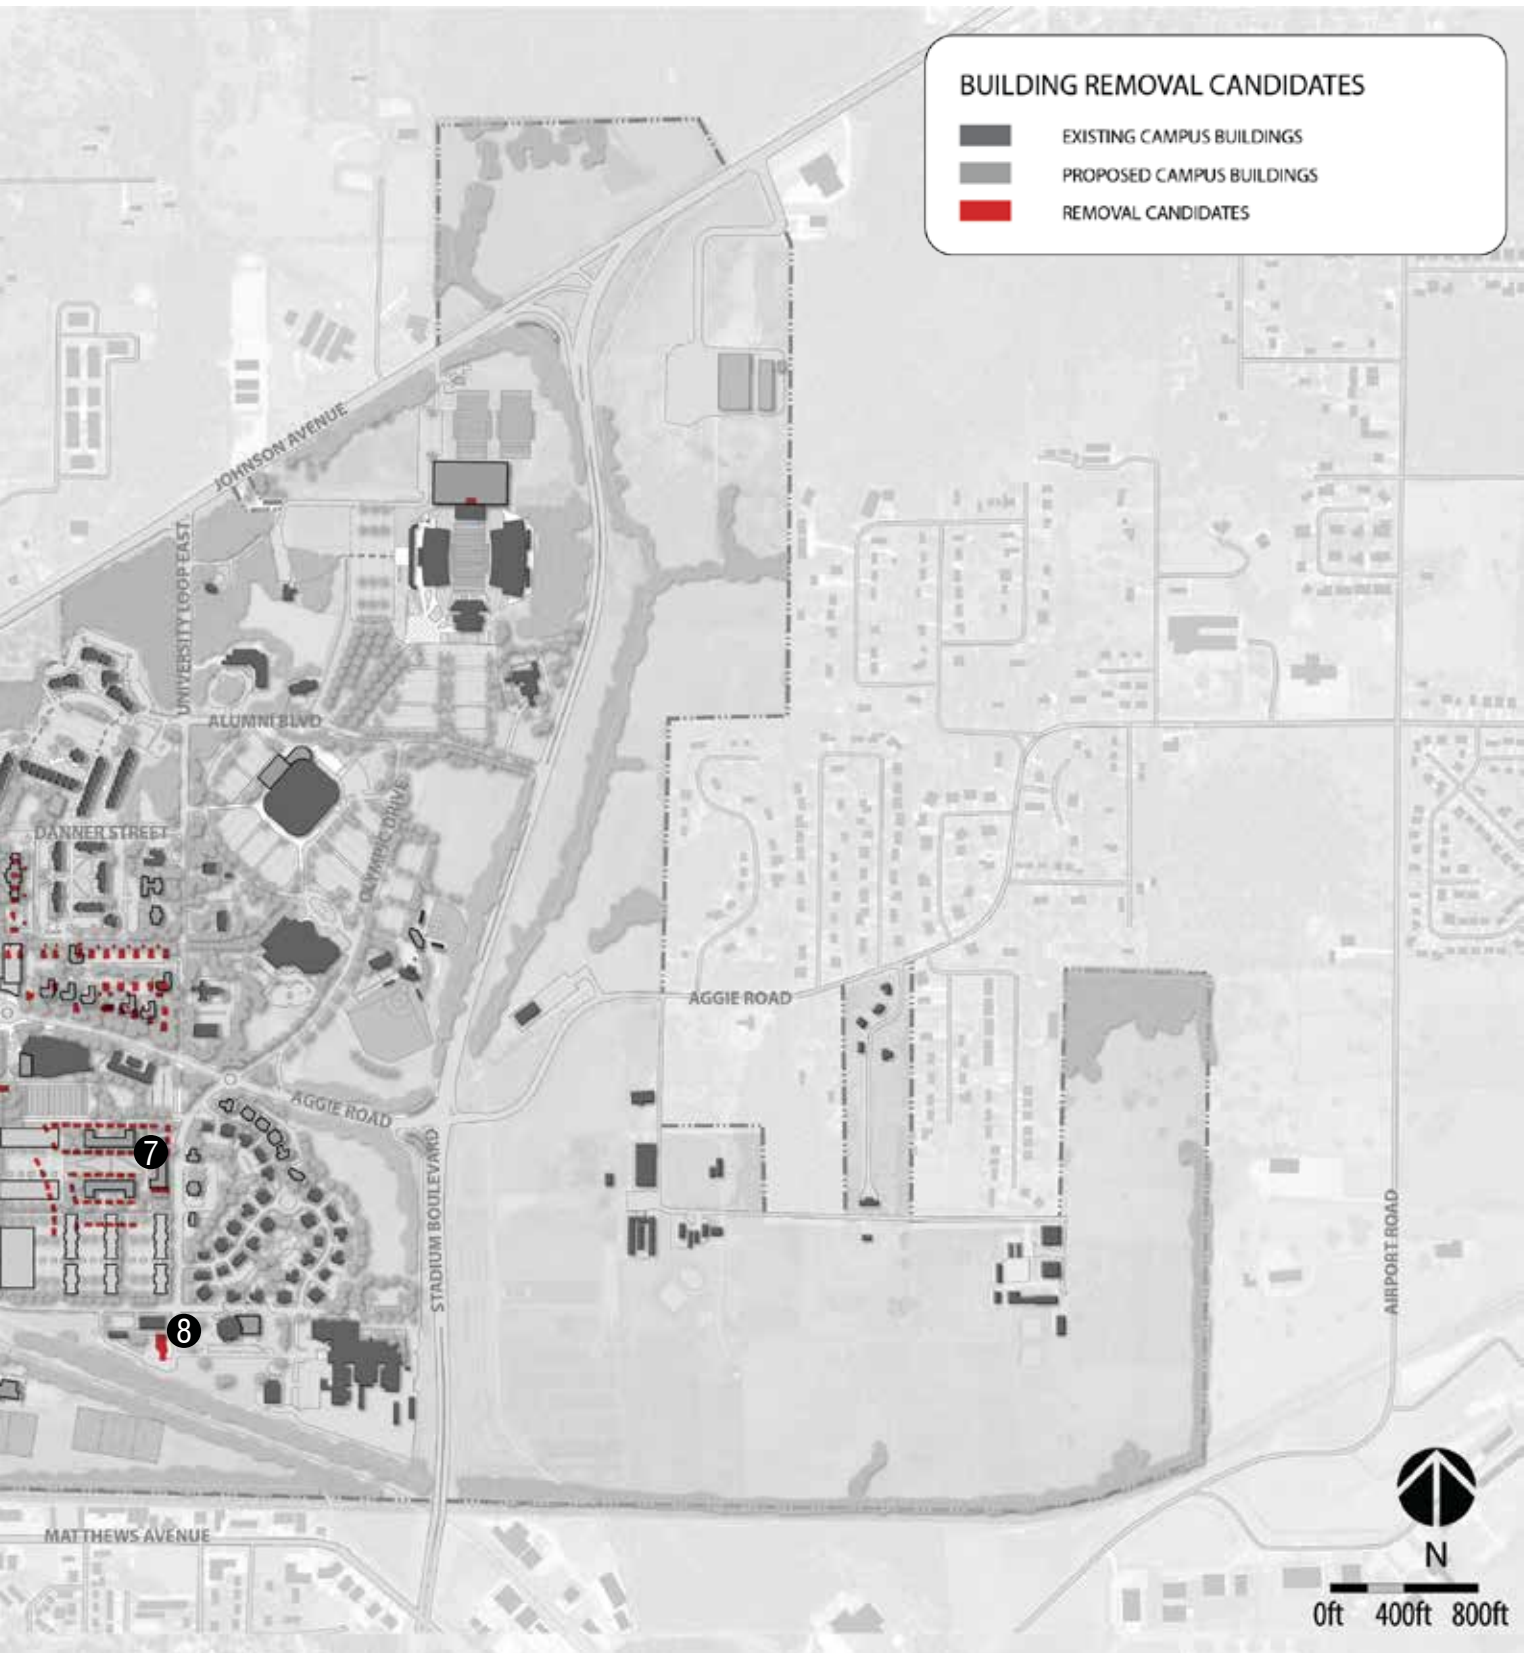 BUILDING REMOVAL CANDIDATES
EXISTING CAMPUS BUILDINGS
PROPOSED CAMPUS BUILDINGS
REMOVAL CANDIDATES
JOHNSON AVENUE
UNIVERSITY LOOP EAST
ALUMNI BLVD
OLYMPIC DRIVE
DANNER STREET
AGGIE ROAD
AGGIE ROAD
7
STADIUM BOULEVARD
AIRPORT ROAD
8
MATTHEWS AVENUE
N
0ft 400ft 800ft